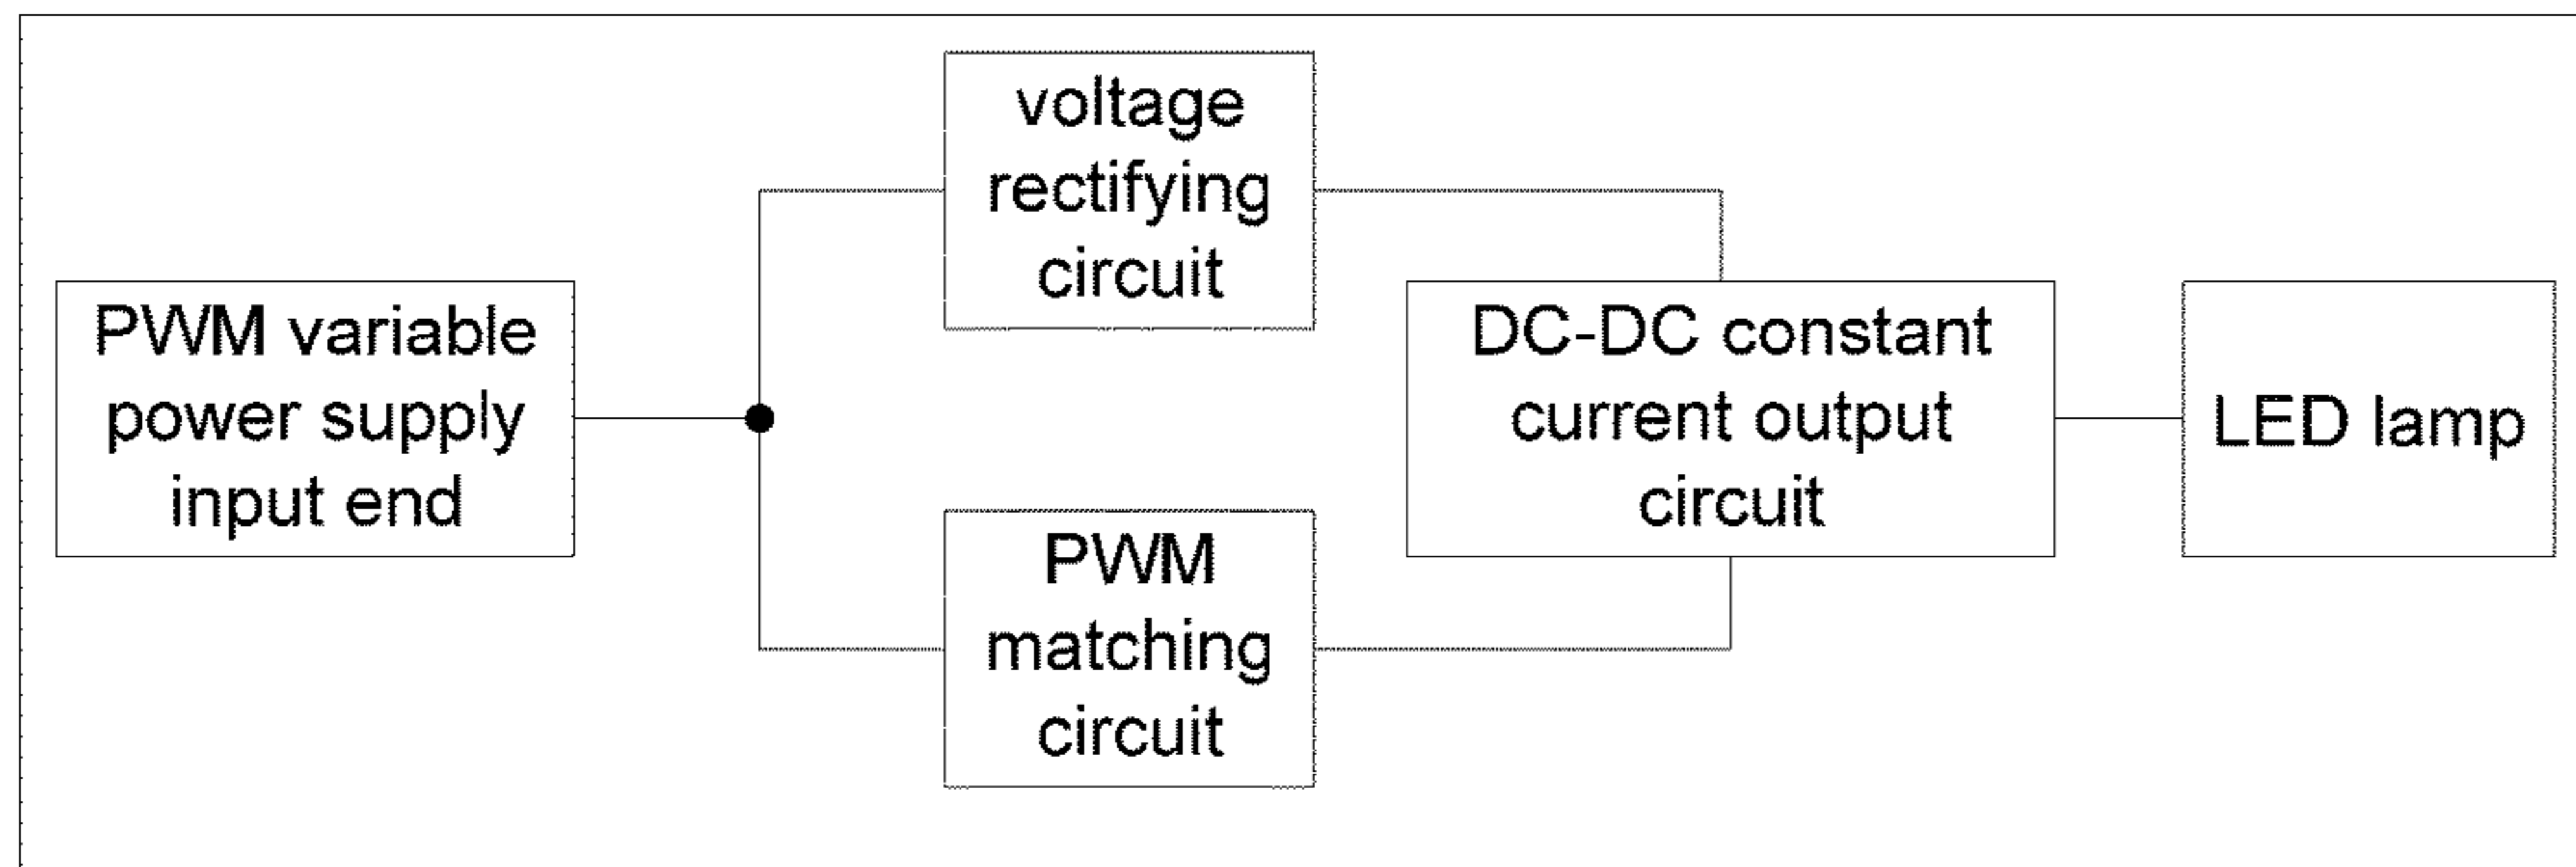 voltage
rectifying
circuit
PWM variable
power supply
input end
DC-DC constant
current output
circuit
LED lamp
PWM
matching
circuit